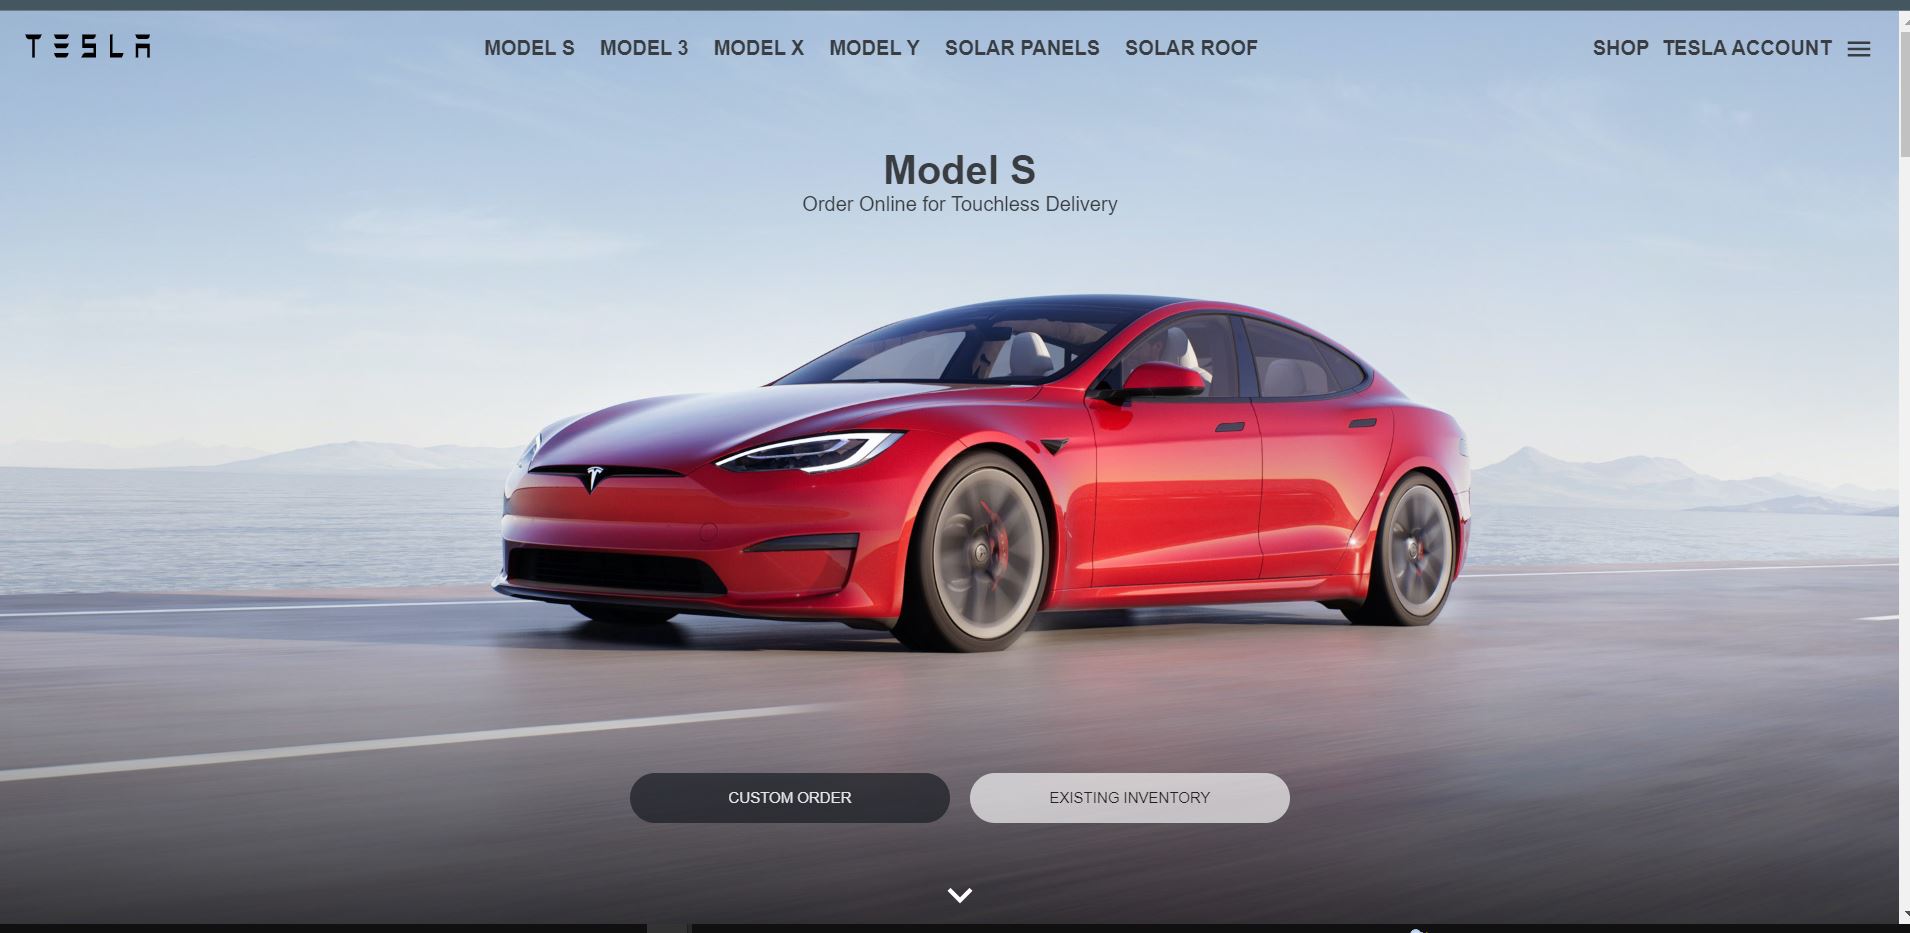 TESLA
MODEL S MODEL 3 MODEL X MODEL Y SOLAR PANELS SOLAR ROOF
SHOP TESLA ACCOUNT
Model S
Order Online for Touchless Delivery
CUSTOM ORDER
EXISTING INVENTORY